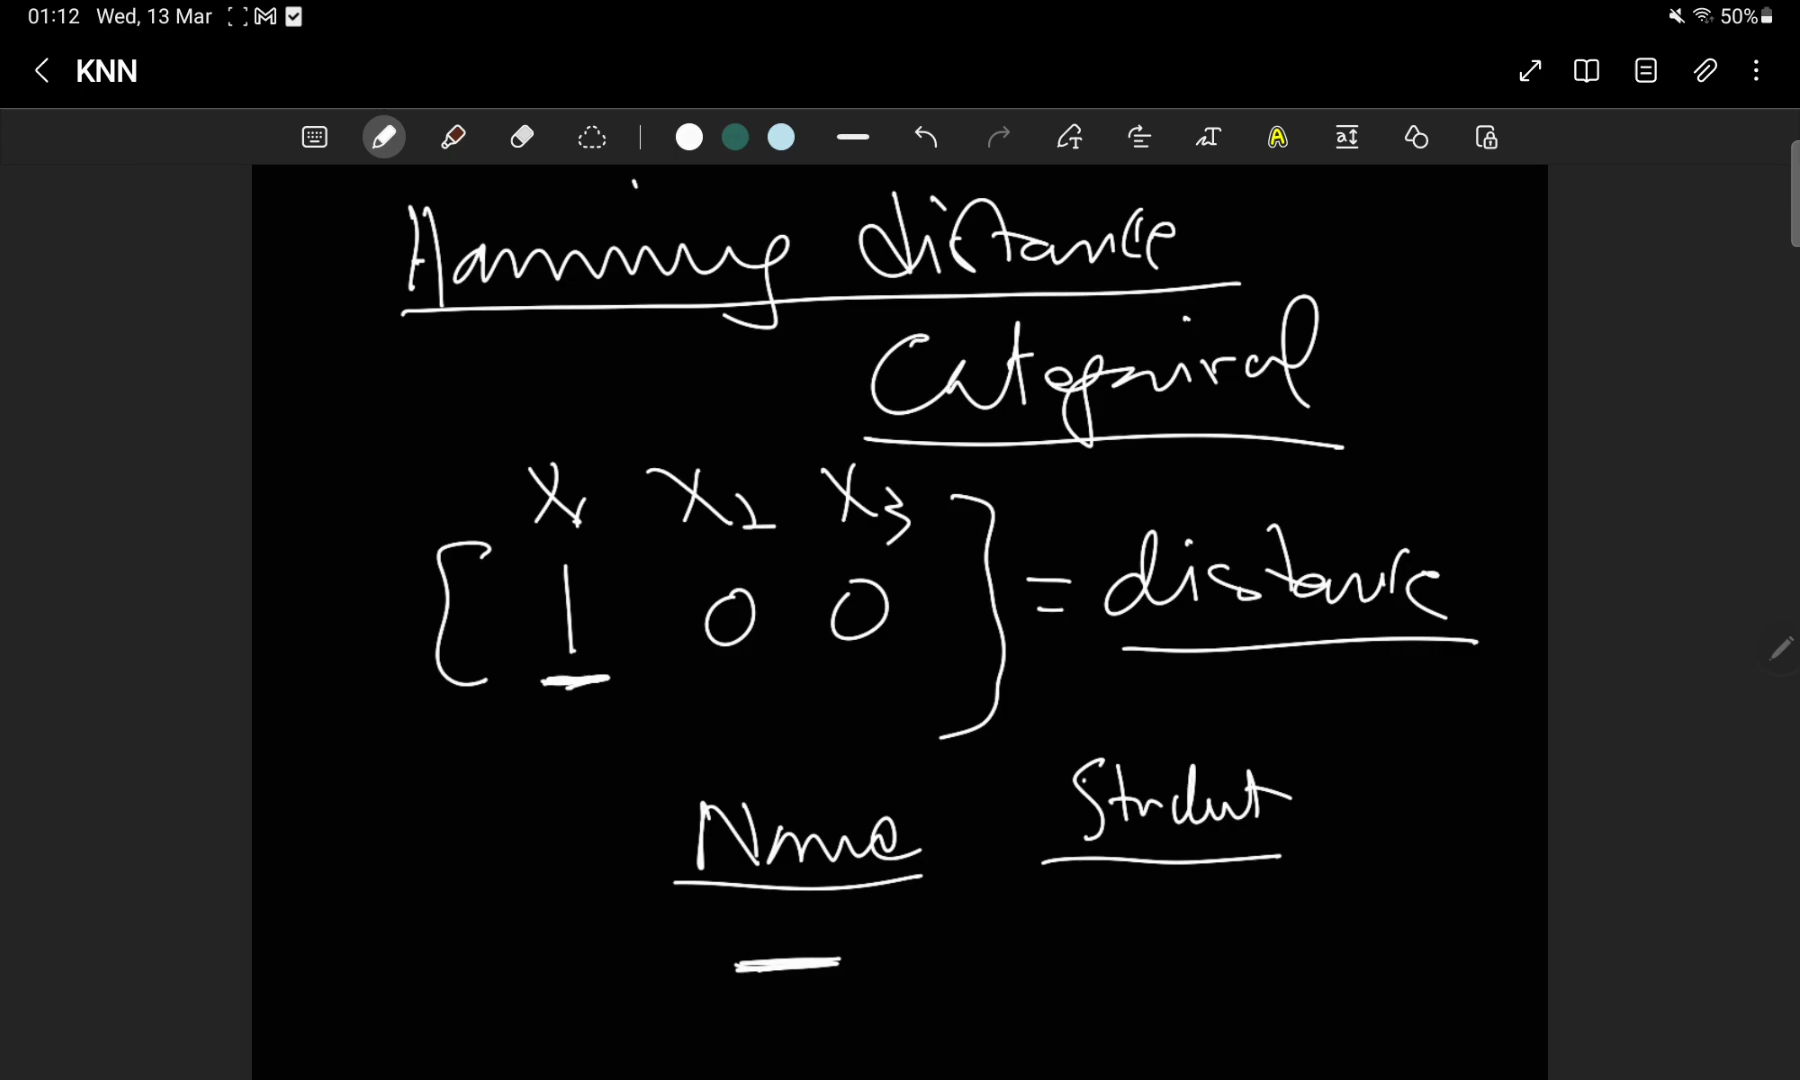 01:12 Wed, 13 Mar 50%
KNN
Hamming distance
Categorical
X1 X2 X3
[ 1 0 0 ] = distance
Name Student